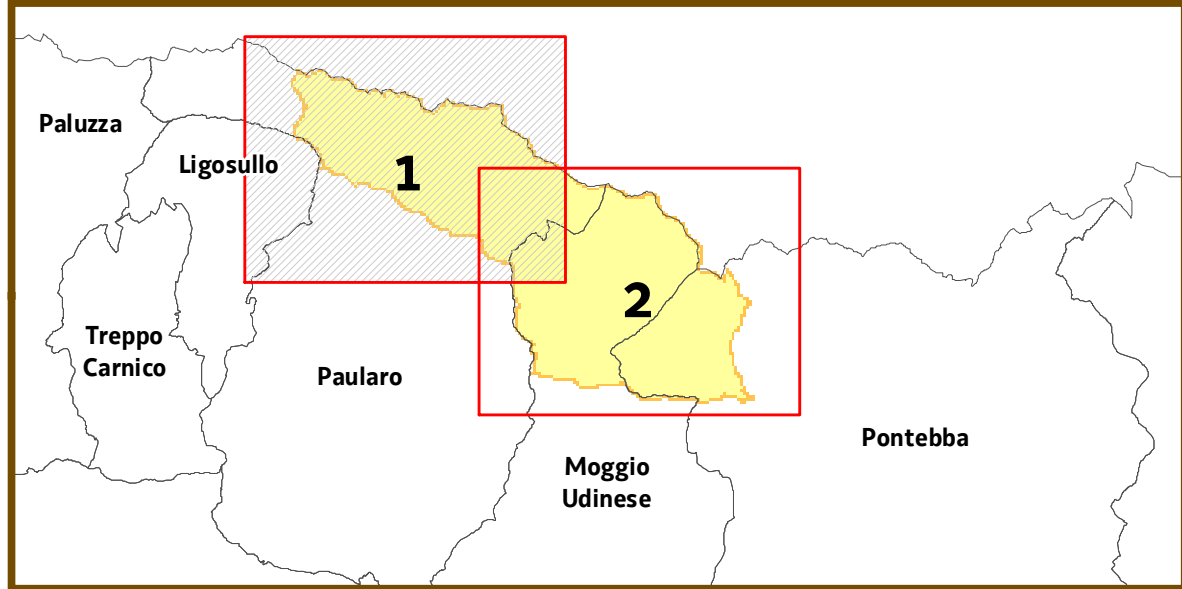 Paluzza
Ligosullo
1
2
Treppo
Carnico
Paularo
Pontebba
Moggio
Udinese